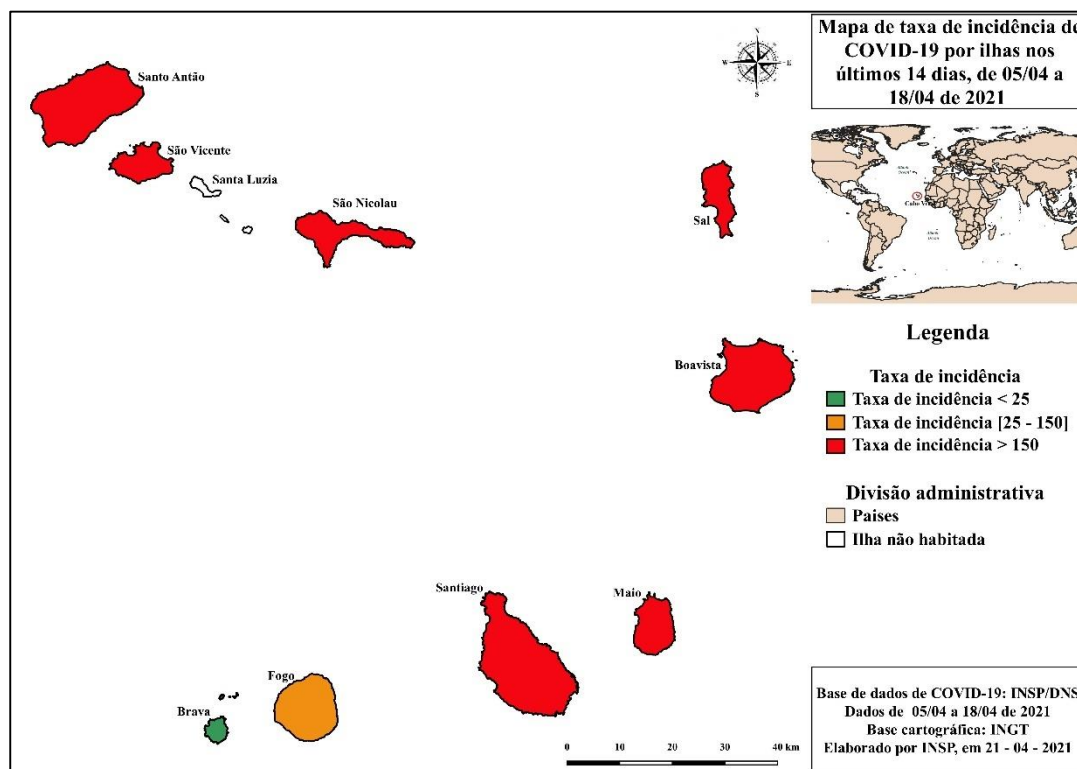 Mapa de taxa de incidência de
COVID-19 por ilhas nos
últimos 14 dias, de 05/04 a
18/04 de 2021
N
W
E
S
Santo Antão
São Vicente
Santa Luzia
São Nicolau
Sal
Boavista
Santiago
Maio
Fogo
Brava
Legenda
Taxa de incidência
Taxa de incidência < 25
Taxa de incidência [25 - 150]
Taxa de incidência > 150
Divisão administrativa
Países
Ilha não habitada
0 10 20 30 40 km
Base de dados de COVID-19: INSP/DNS
Dados de 05/04 a 18/04 de 2021
Base cartográfica: INGT
Elaborado por INSP, em 21 - 04 - 2021